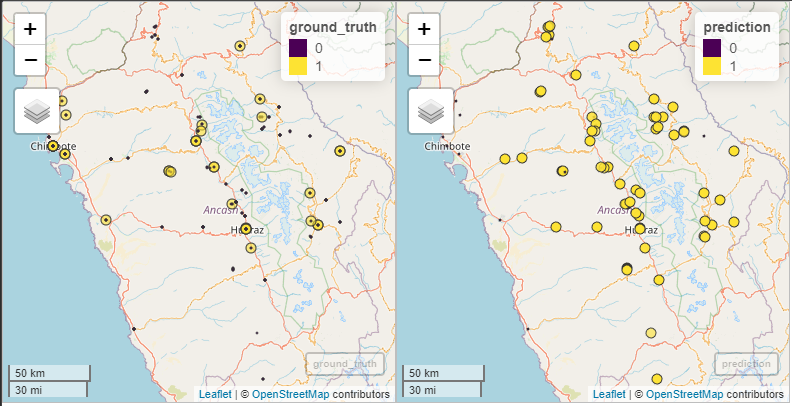 +
−
ground_truth
0
1
Chimbote
Ancash
Huaraz
50 km
30 mi
ground_truth
Leaflet | © OpenStreetMap contributors
+
−
prediction
0
1
Chimbote
Huaraz
50 km
30 mi
prediction
Leaflet | © OpenStreetMap contributors